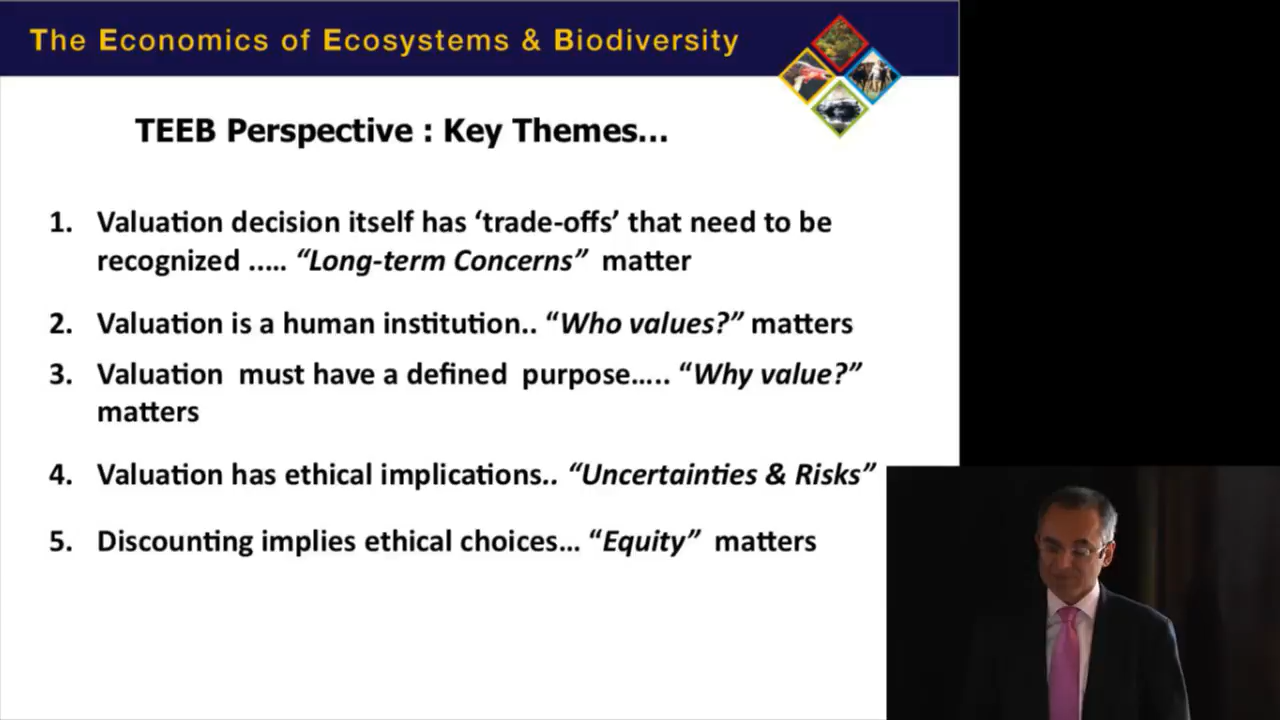 The Economics of Ecosystems & Biodiversity
TEEB Perspective : Key Themes...
1. Valuation decision itself has ‘trade-offs’ that need to be
recognized ..... “Long-term Concerns” matter
2. Valuation is a human institution.. “Who values?” matters
3. Valuation must have a defined purpose..... “Why value?”
matters
4. Valuation has ethical implications.. “Uncertainties & Risks”
5. Discounting implies ethical choices... “Equity” matters